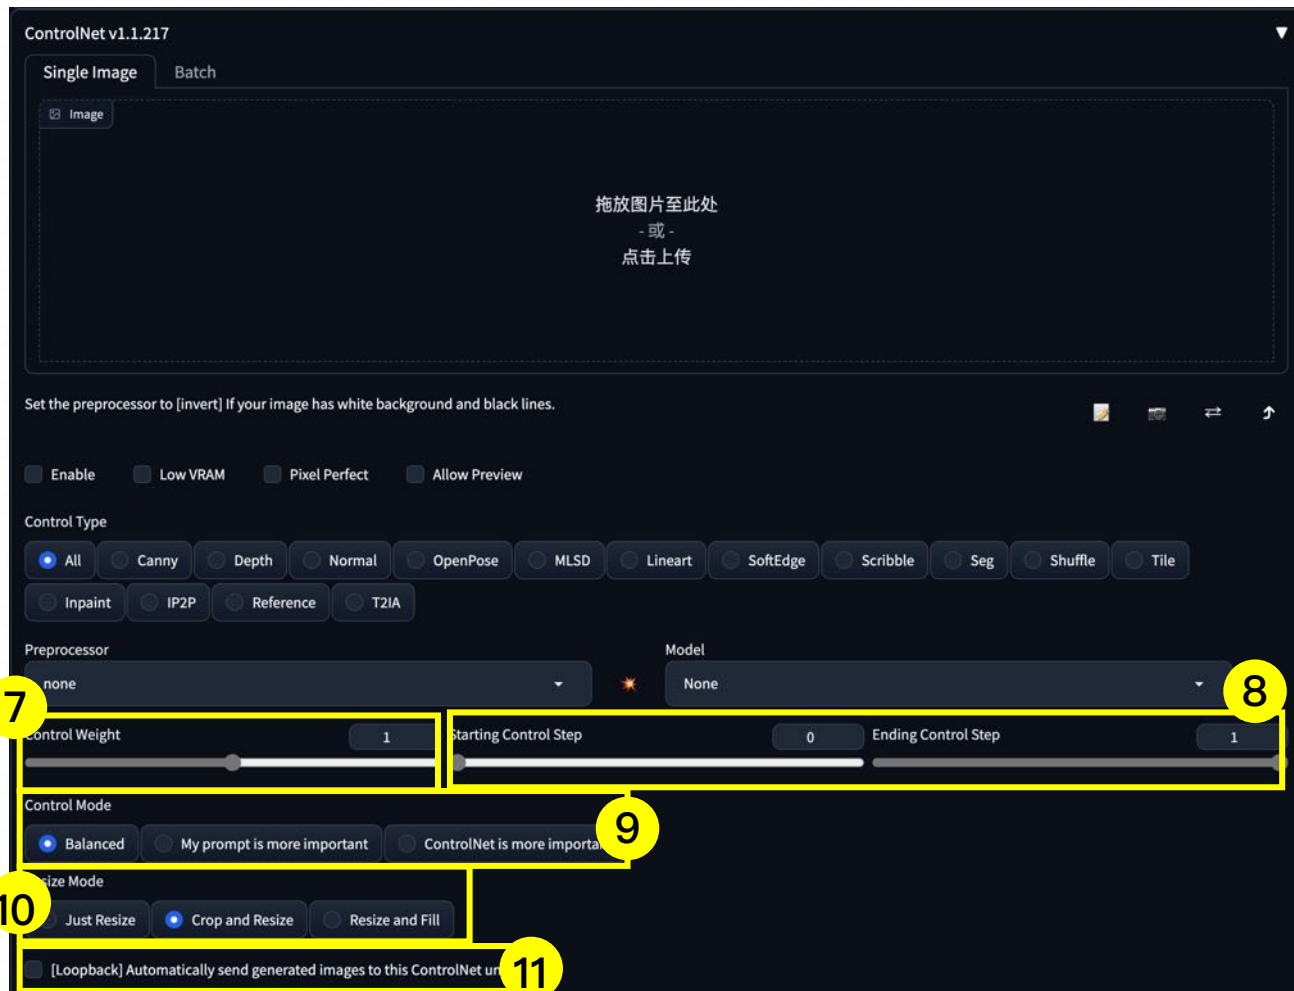 ControlNet v1.1.217
Single Image Batch
Image
拖放图片至此处
- 或 -
点击上传
Set the preprocessor to [invert] If your image has white background and black lines.
Enable Low VRAM Pixel Perfect Allow Preview
Control Type
All Canny Depth Normal OpenPose MLSD Lineart SoftEdge Scribble Seg Shuffle Tile
Inpaint IP2P Reference T2IA
Preprocessor Model
none None
7 8
Control Weight 1 Starting Control Step 0 Ending Control Step 1
Control Mode
9
Balanced My prompt is more important ControlNet is more importa
size Mode
10
Just Resize Crop and Resize Resize and Fill
[Loopback] Automatically send generated images to this ControlNet un
11